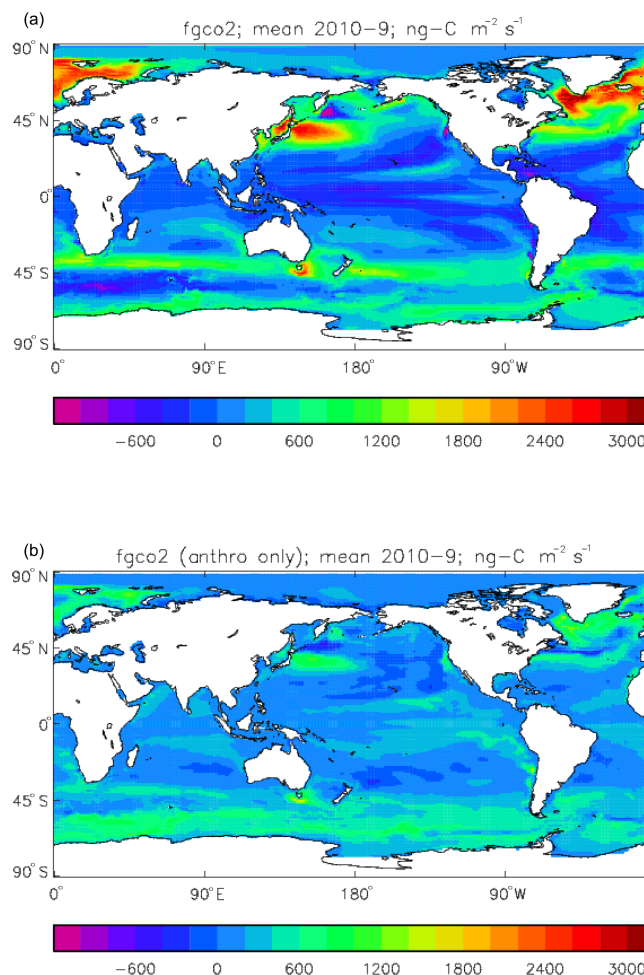 (a)
fgco2; mean 2010-9; ng-C m⁻² s⁻¹
90°N
45°N
0°
45°S
90°S
0° 90°E 180° 90°W
-600 0 600 1200 1800 2400 3000
(b)
fgco2 (anthro only); mean 2010-9; ng-C m⁻² s⁻¹
90°N
45°N
0°
45°S
90°S
0° 90°E 180° 90°W
-600 0 600 1200 1800 2400 3000